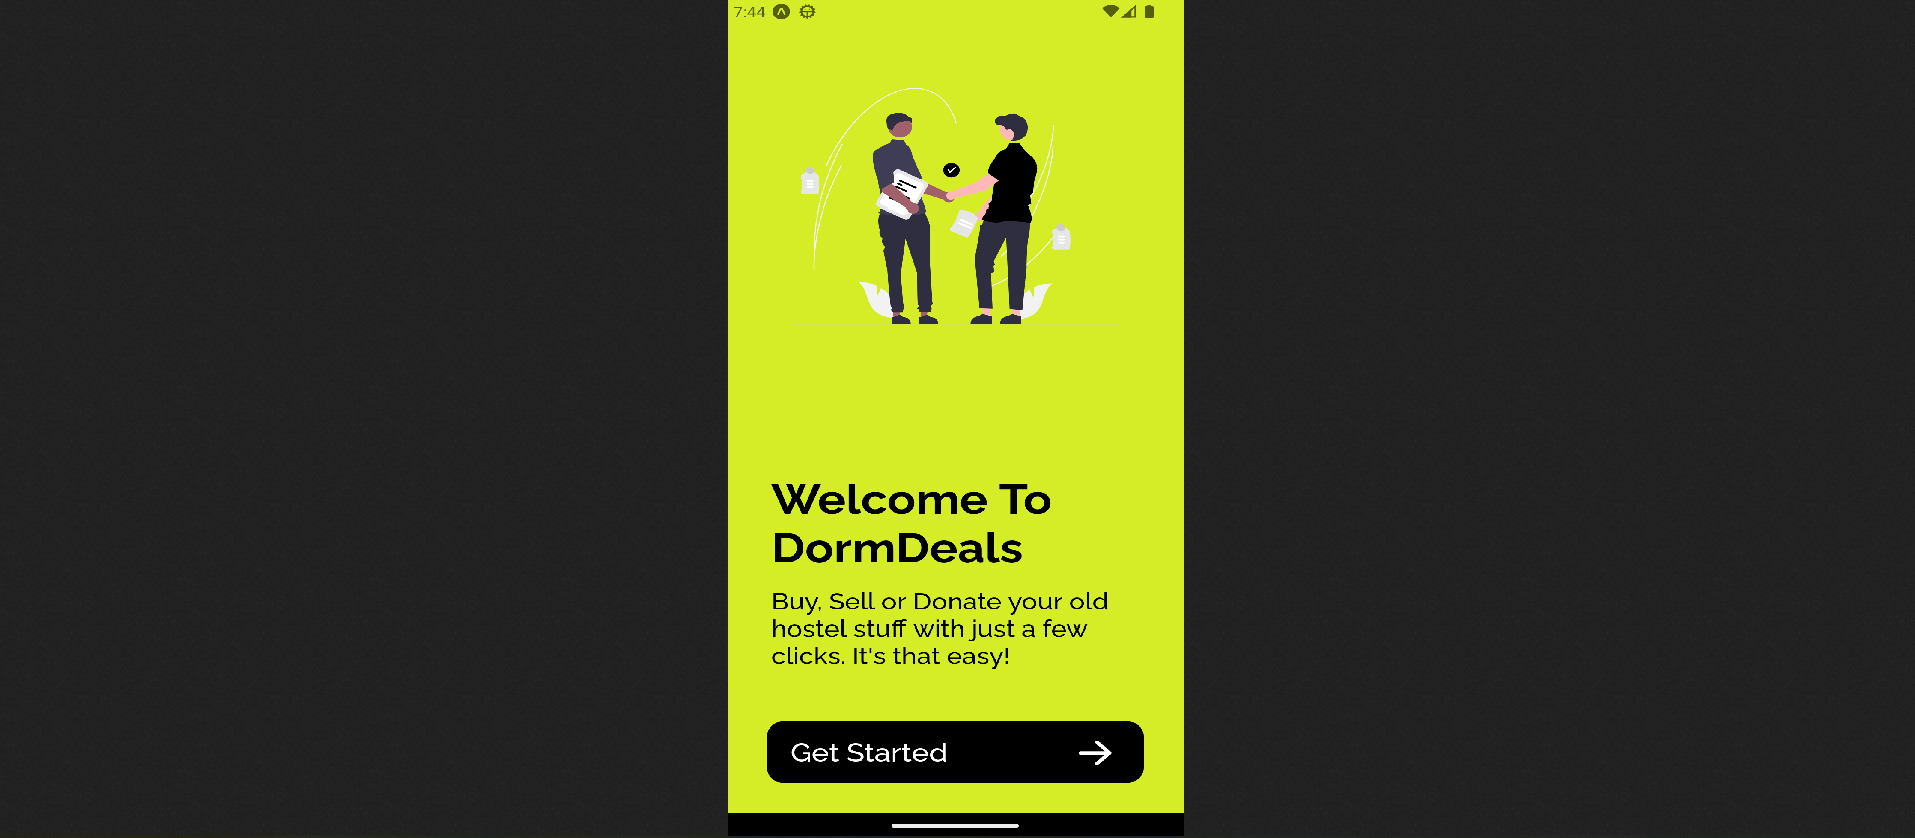 7:44
Welcome To
DormDeals
Buy, Sell or Donate your old
hostel stuff with just a few
clicks. It's that easy!
Get Started